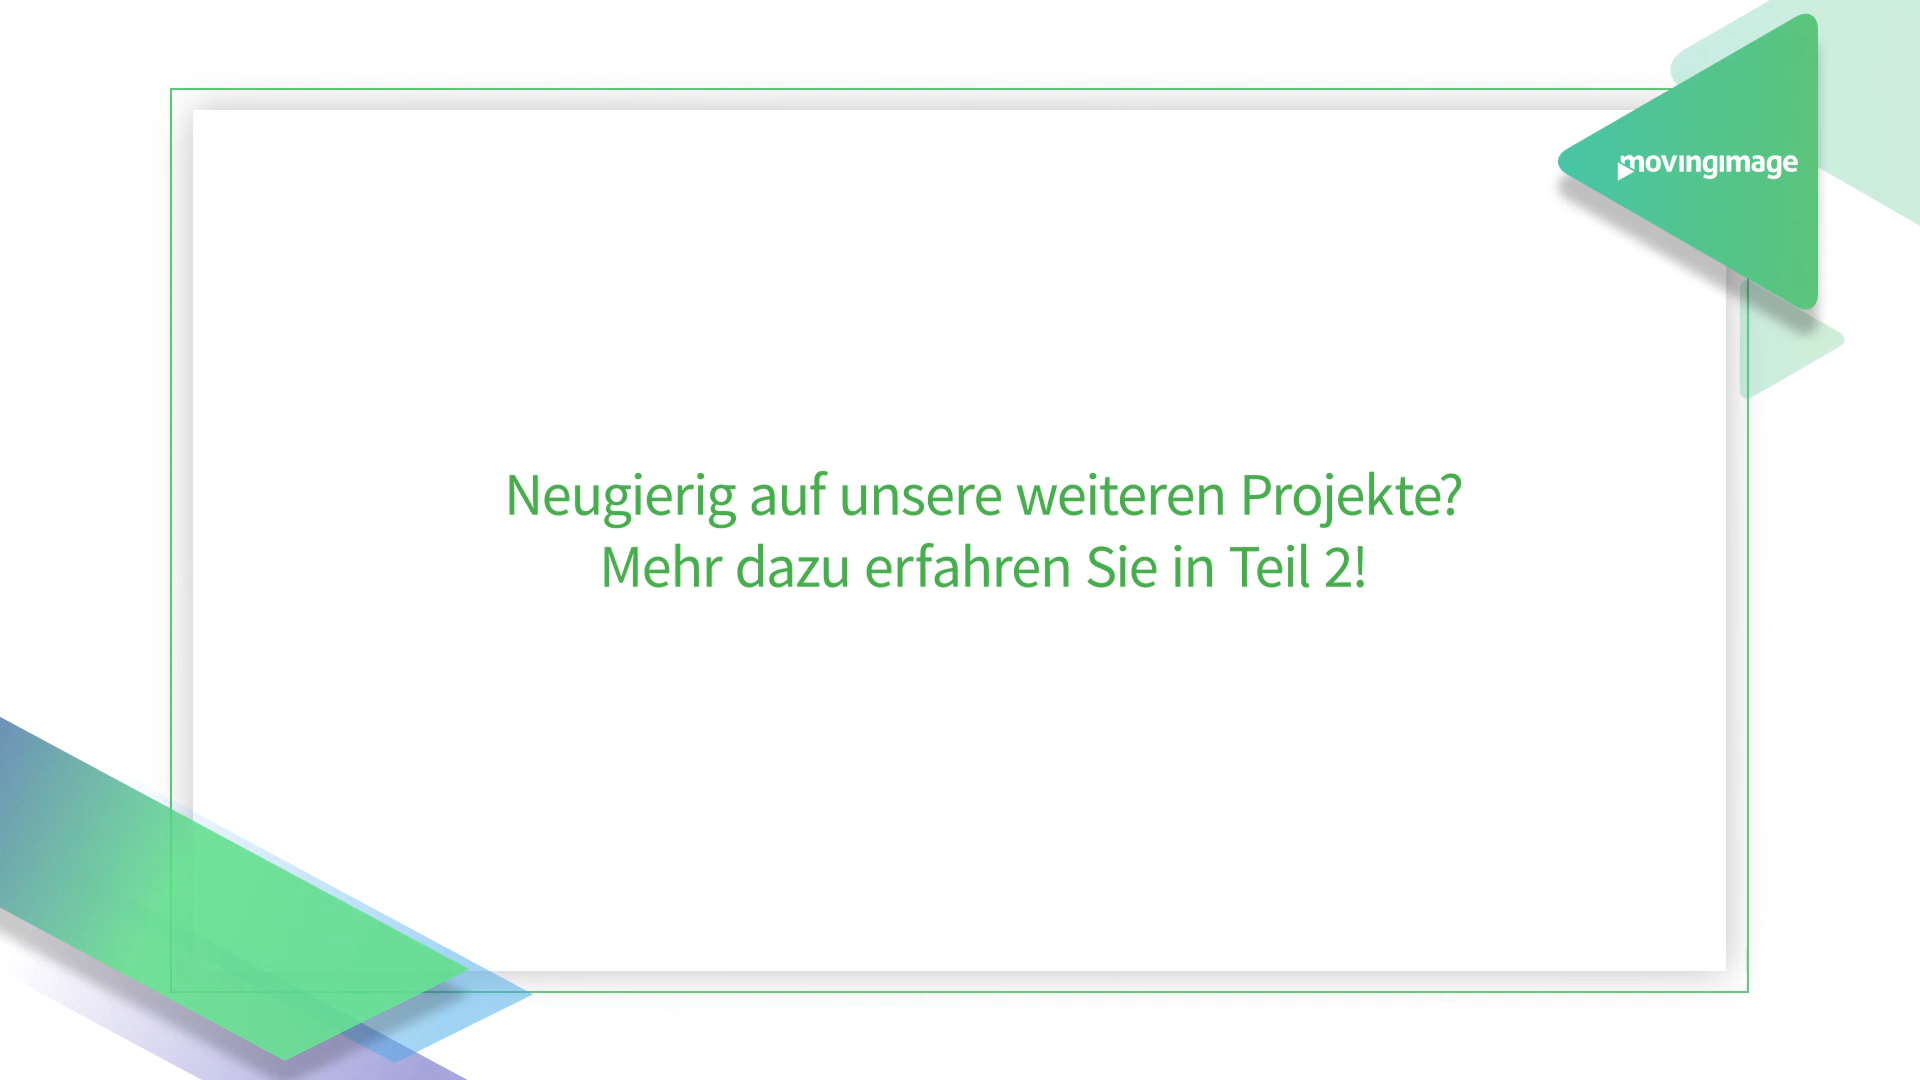 movingimage
Neugierig auf unsere weiteren Projekte?
Mehr dazu erfahren Sie in Teil 2!